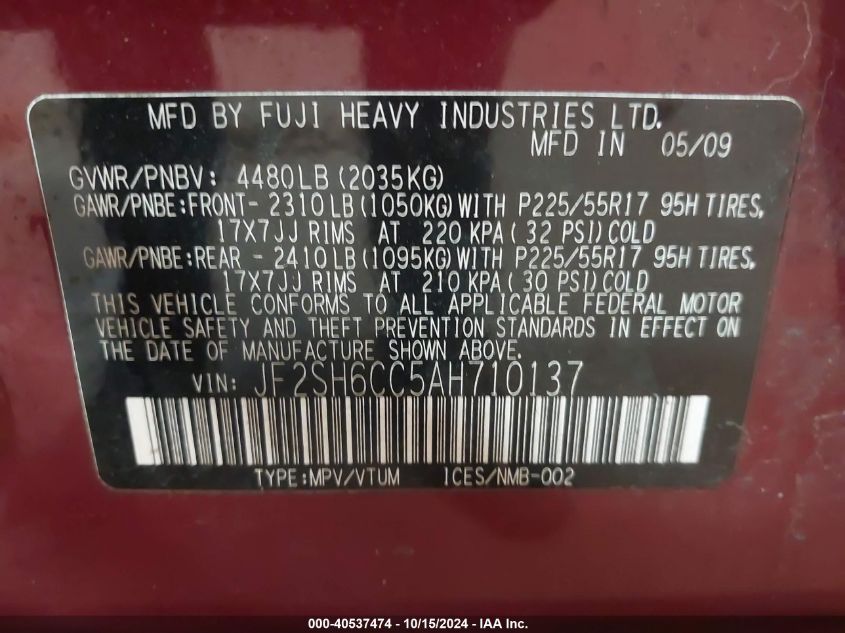 MFD BY FUJI HEAVY INDUSTRIES LTD.
MFD IN 05/09
GVWR/PNBV: 4480LB(2035KG)
GAWR/PNBE:FRONT- 2310LB(1050KG)WITH P225/55R17 95H TIRES,
17X7JJ RIMS AT 220 KPA( 32 PSI)COLD
GAWR/PNBE:REAR - 2410LB(1095KG)WITH P225/55R17 95H TIRES,
17X7JJ RIMS AT 210 KPA( 30 PSI)COLD
THIS VEHICLE CONFORMS TO ALL APPLICABLE FEDERAL MOTOR
VEHICLE SAFETY AND THEFT PREVENTION STANDARDS IN EFFECT ON
THE DATE OF MANUFACTURE SHOWN ABOVE.
VIN: JF2SH6CC5AH710137
TYPE:MPV/VTUM ICES/NMB-002
000-40537474 - 10/15/2024 - IAA Inc.